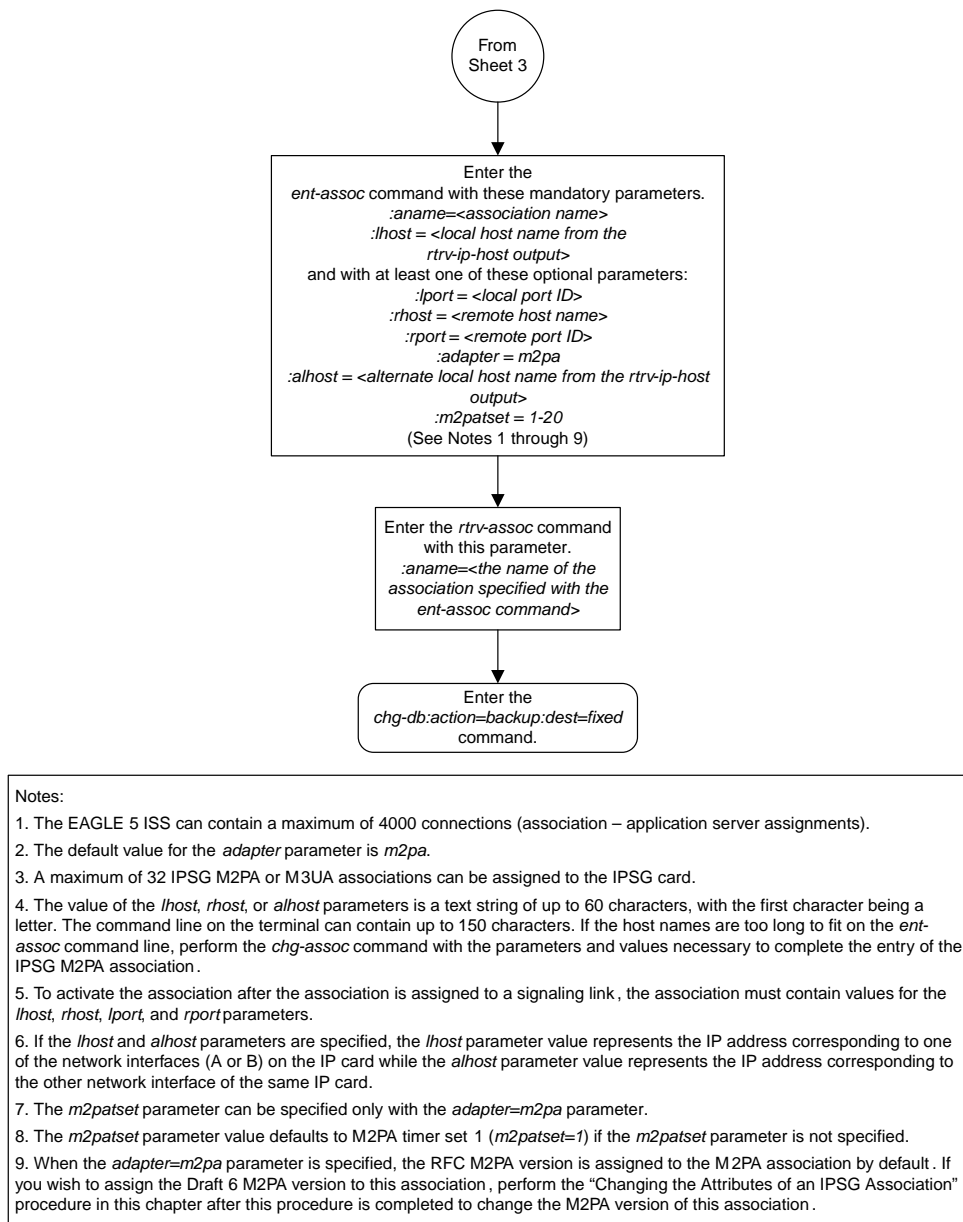 From
Sheet 3
Enter the
ent-assoc command with these mandatory parameters.
:aname=<association name>
:lhost = <local host name from the
rtrv-ip-host output>
and with at least one of these optional parameters:
:lport = <local port ID>
:rhost = <remote host name>
:rport = <remote port ID>
:adapter = m2pa
:alhost = <alternate local host name from the rtrv-ip-host
output>
:m2patset = 1-20
(See Notes 1 through 9)
Enter the rtrv-assoc command
with this parameter.
:aname=<the name of the
association specified with the
ent-assoc command>
Enter the
chg-db:action=backup:dest=fixed
command.
Notes:
1. The EAGLE 5 ISS can contain a maximum of 4000 connections (association – application server assignments).
2. The default value for the adapter parameter is m2pa.
3. A maximum of 32 IPSG M2PA or M3UA associations can be assigned to the IPSG card.
4. The value of the lhost, rhost, or alhost parameters is a text string of up to 60 characters, with the first character being a
letter. The command line on the terminal can contain up to 150 characters. If the host names are too long to fit on the ent-
assoc command line, perform the chg-assoc command with the parameters and values necessary to complete the entry of the
IPSG M2PA association.
5. To activate the association after the association is assigned to a signaling link, the association must contain values for the
lhost, rhost, lport, and rport parameters.
6. If the lhost and alhost parameters are specified, the lhost parameter value represents the IP address corresponding to one
of the network interfaces (A or B) on the IP card while the alhost parameter value represents the IP address corresponding to
the other network interface of the same IP card.
7. The m2patset parameter can be specified only with the adapter=m2pa parameter.
8. The m2patset parameter value defaults to M2PA timer set 1 (m2patset=1) if the m2patset parameter is not specified.
9. When the adapter=m2pa parameter is specified, the RFC M2PA version is assigned to the M2PA association by default. If
you wish to assign the Draft 6 M2PA version to this association, perform the “Changing the Attributes of an IPSG Association”
procedure in this chapter after this procedure is completed to change the M2PA version of this association.